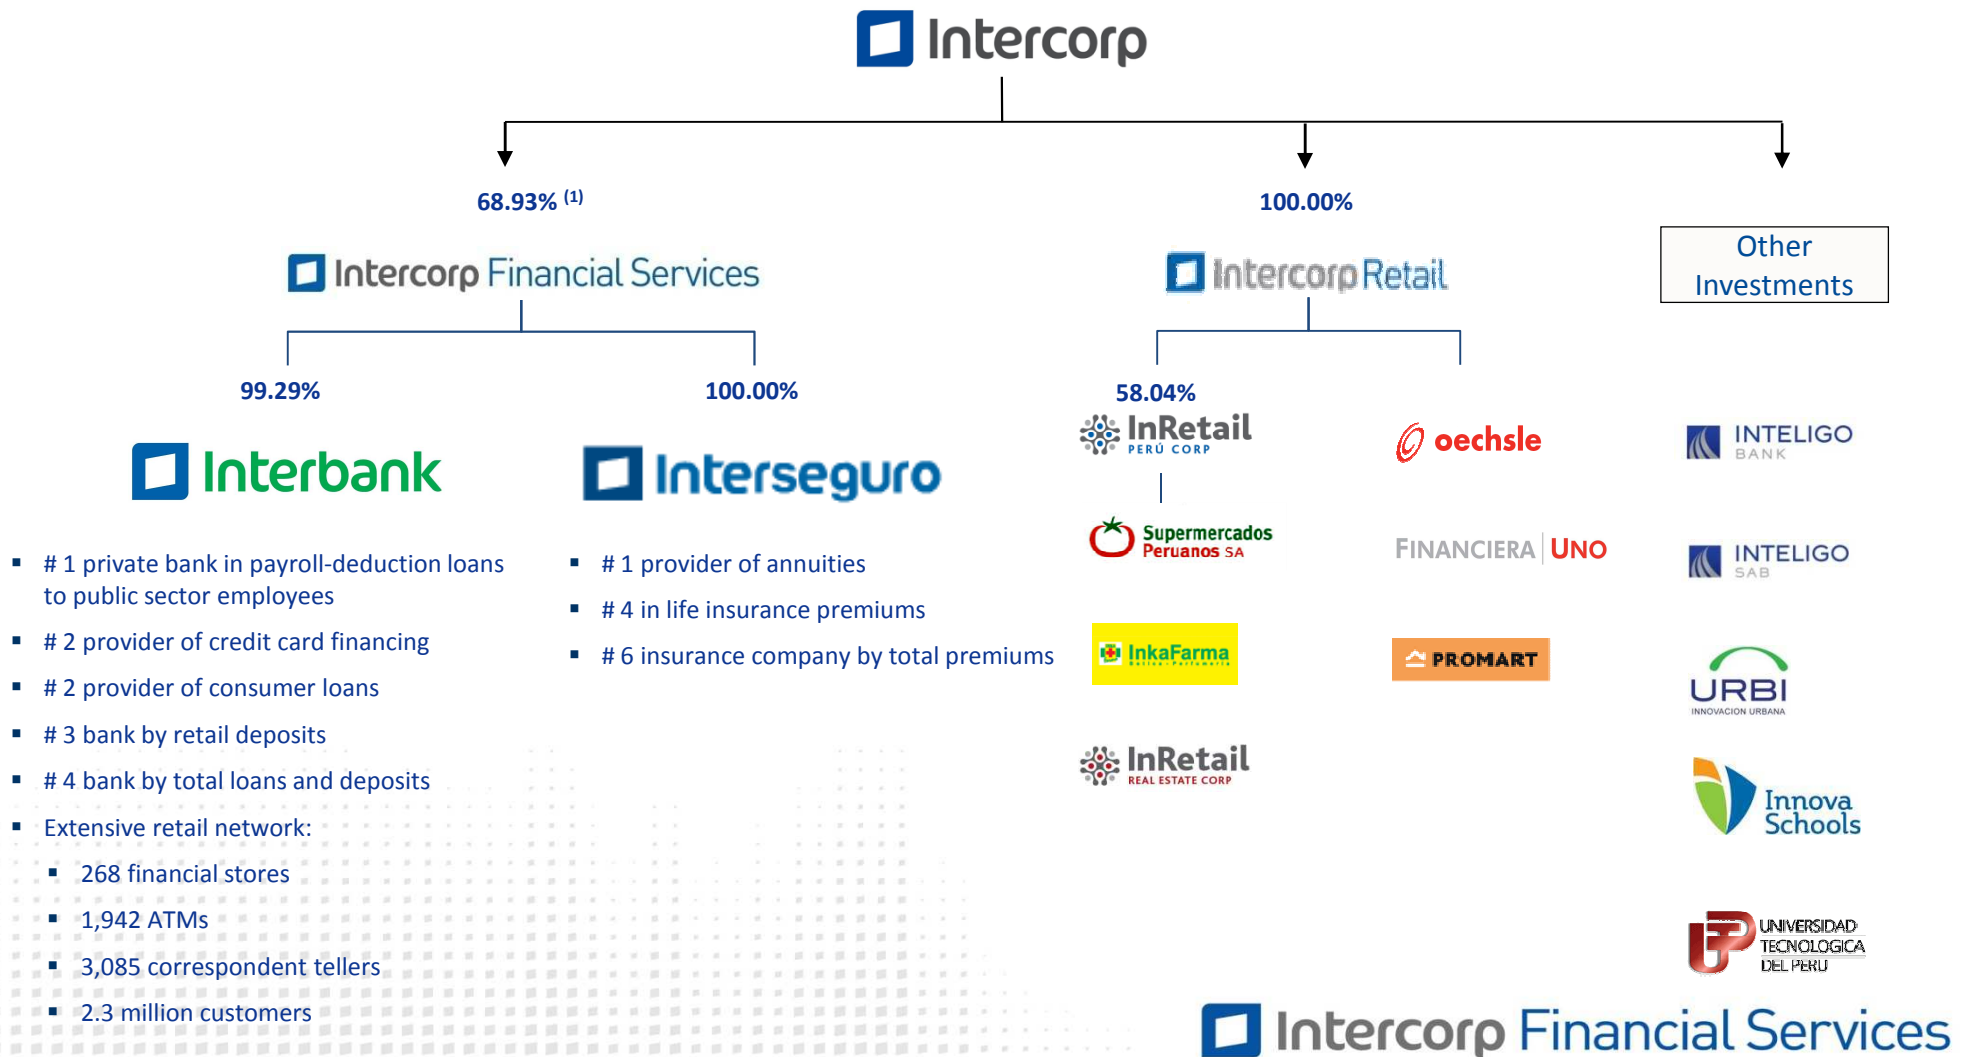 Intercorp
68.93% (1)
100.00%
Intercorp Financial Services
Intercorp Retail
Other
Investments
99.29%
100.00%
58.04%
Interbank
Interseguro
▪ # 1 private bank in payroll-deduction loans
to public sector employees
▪ # 2 provider of credit card financing
▪ # 2 provider of consumer loans
▪ # 3 bank by retail deposits
▪ # 4 bank by total loans and deposits
▪ Extensive retail network:
▪ 268 financial stores
▪ 1,942 ATMs
▪ 3,085 correspondent tellers
▪ 2.3 million customers
▪ # 1 provider of annuities
▪ # 4 in life insurance premiums
▪ # 6 insurance company by total premiums
InRetail
PERÚ CORP
Supermercados
Peruanos SA
InkaFarma
Botica - Perfumería
InRetail
REAL ESTATE CORP
oechsle
FINANCIERA UNO
PROMART
INTELIGO
BANK
INTELIGO
SAB
URBI
INNOVACION URBANA
Innova
Schools
UTP
UNIVERSIDAD
TECNOLOGICA
DEL PERU
Intercorp Financial Services